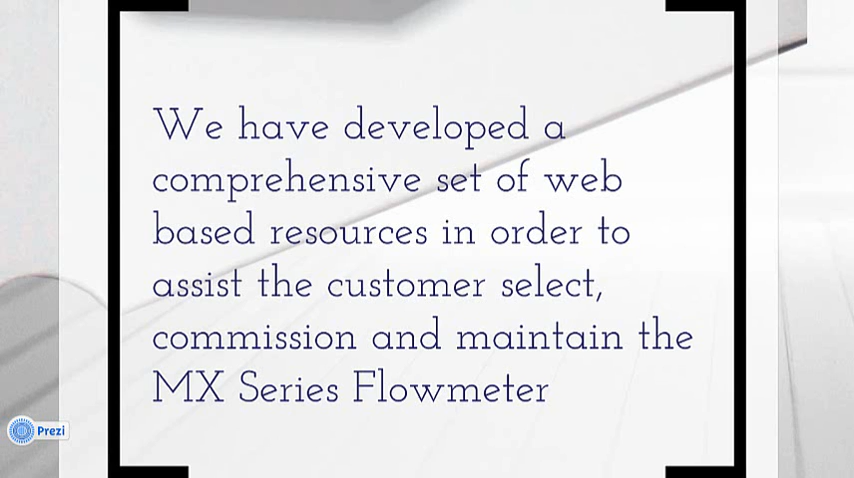 We have developed a
comprehensive set of web
based resources in order to
assist the customer select,
commission and maintain the
MX Series Flowmeter
Prezi